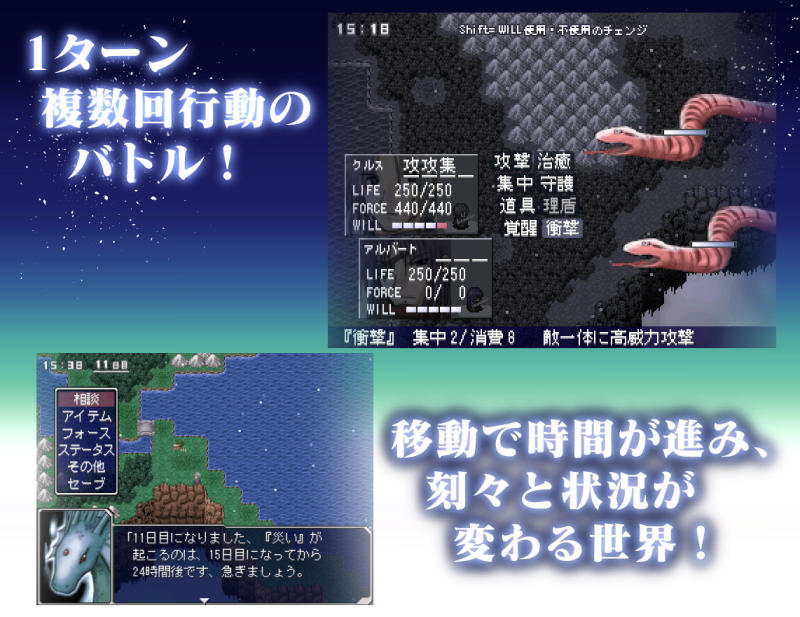 1ターン
複数回行動の
バトル！
15:18
Shift=WILL使用・不使用のチェンジ
クルス 攻攻集_
LIFE 250/250
FORCE 440/440
WILL
攻撃 治癒
集中 守護
道具 理盾
覚醒 衝撃
アルバート
LIFE 250/250
FORCE 0/ 0
WILL
『衝撃』 集中2/消費8 敵一体に高威力攻撃
15:38 11日目
相談
アイテム
フォース
ステータス
その他
セーブ
「11日目になりました、『災い』が
起こるのは、15日目になってから
24時間後です、急ぎましょう。
移動で時間が進み、
刻々と状況が
変わる世界！